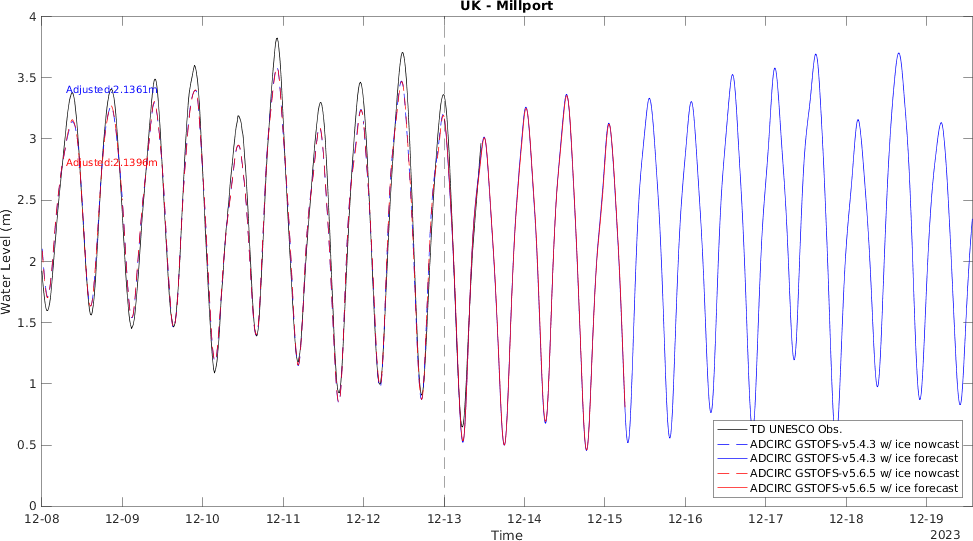 UK - Millport
4
3.5
3
2.5
2
1.5
1
0.5
0
Water Level (m)
Adjusted:2.1361m
Adjusted:2.1396m
TD UNESCO Obs.
ADCIRC GSTOFS-v5.4.3 w/ ice nowcast
ADCIRC GSTOFS-v5.4.3 w/ ice forecast
ADCIRC GSTOFS-v5.6.5 w/ ice nowcast
ADCIRC GSTOFS-v5.6.5 w/ ice forecast
12-08 12-09 12-10 12-11 12-12 12-13 12-14 12-15 12-16 12-17 12-18 12-19
Time
2023